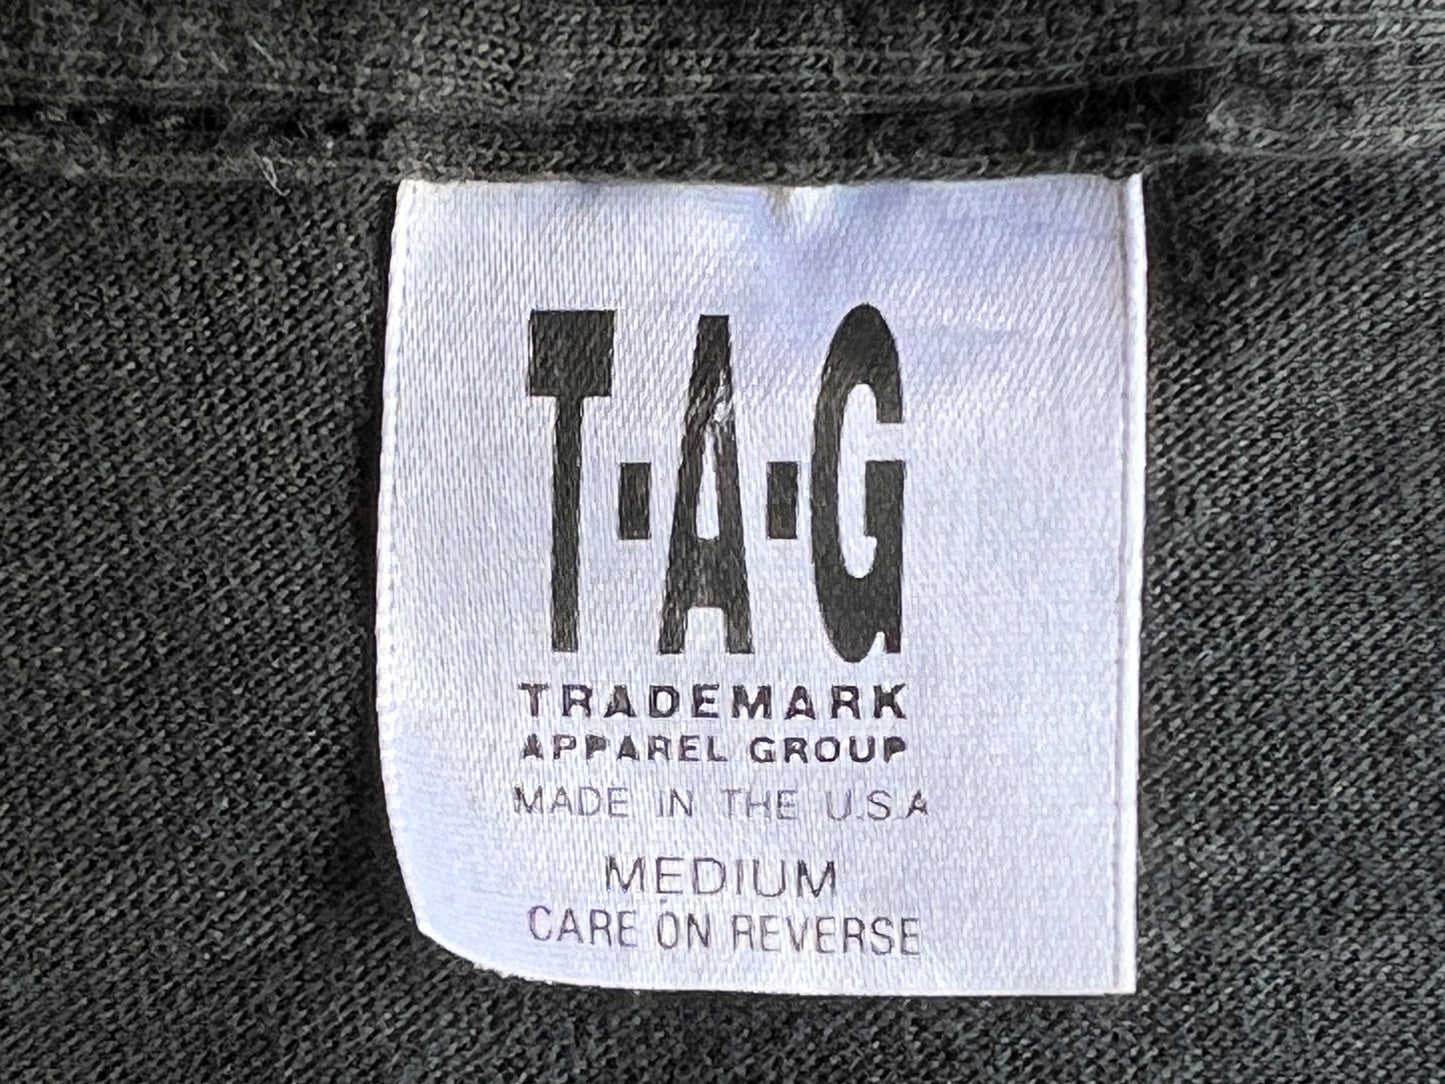 T·A·G
TRADEMARK
APPAREL GROUP
MADE IN THE U.S.A
MEDIUM
CARE ON REVERSE